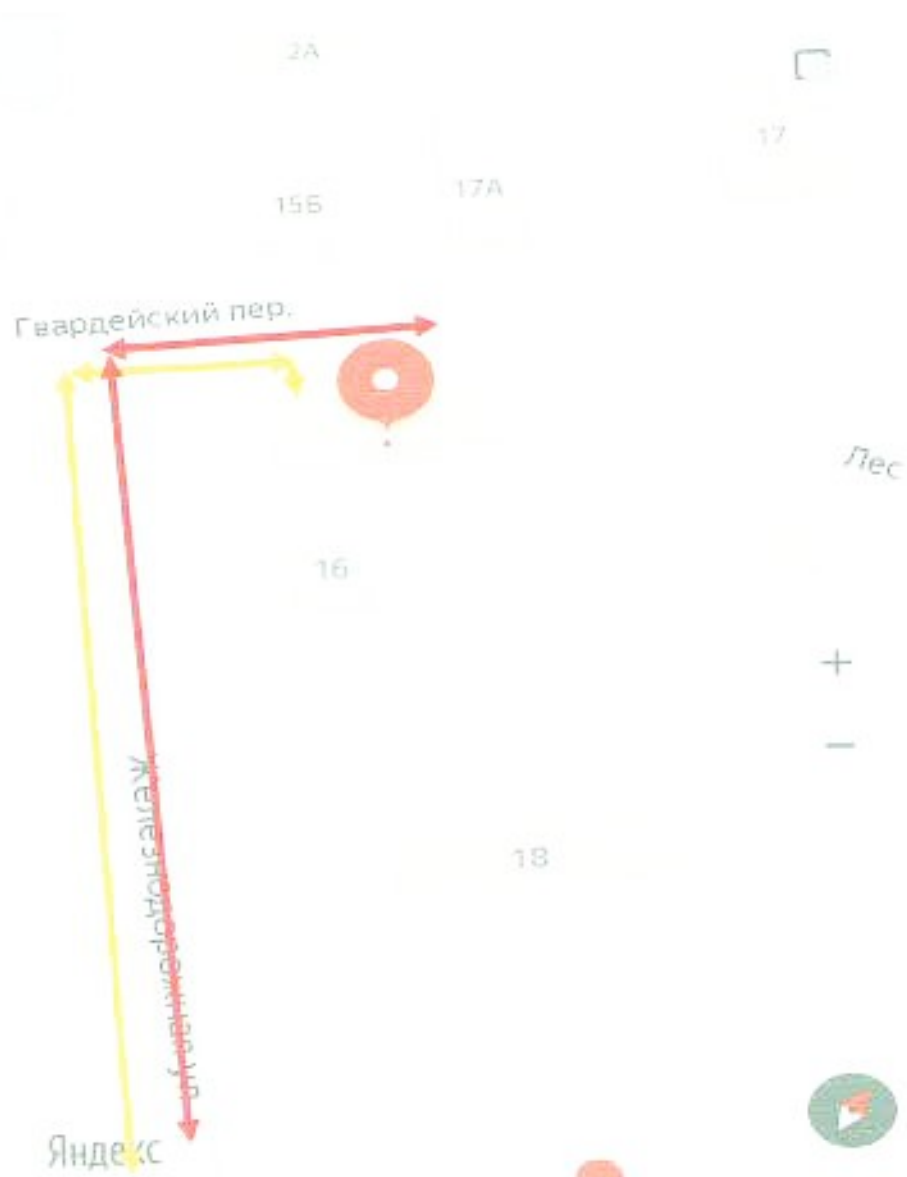 2А
17
15Б
17А
Гвардейский пер.
Лес
16
+
−
18
Железнодорожная ул.
Яндекс